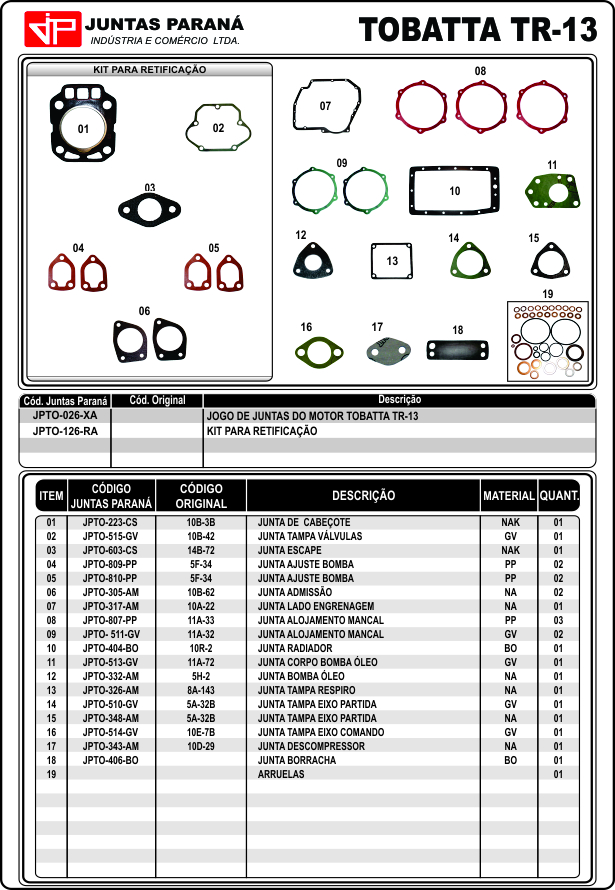 JP JUNTAS PARANÁ
INDÚSTRIA E COMÉRCIO LTDA.
TOBATTA TR-13
KIT PARA RETIFICAÇÃO
01
02
03
04
05
06
07
08
09
10
11
12
13
14
15
16
17
18
19
Cód. Juntas Paraná Cód. Original Descrição
JPTO-026-XA JOGO DE JUNTAS DO MOTOR TOBATTA TR-13
JPTO-126-RA KIT PARA RETIFICAÇÃO
ITEM CÓDIGO JUNTAS PARANÁ CÓDIGO ORIGINAL DESCRIÇÃO MATERIAL QUANT.
01 JPTO-223-CS 10B-3B JUNTA DE CABEÇOTE NAK 01
02 JPTO-515-GV 10B-42 JUNTA TAMPA VÁLVULAS GV 01
03 JPTO-603-CS 14B-72 JUNTA ESCAPE NAK 01
04 JPTO-809-PP 5F-34 JUNTA AJUSTE BOMBA PP 02
05 JPTO-810-PP 5F-34 JUNTA AJUSTE BOMBA PP 02
06 JPTO-305-AM 10B-62 JUNTA ADMISSÃO NA 02
07 JPTO-317-AM 10A-22 JUNTA LADO ENGRENAGEM NA 01
08 JPTO-807-PP 11A-33 JUNTA ALOJAMENTO MANCAL PP 03
09 JPTO- 511-GV 11A-32 JUNTA ALOJAMENTO MANCAL GV 02
10 JPTO-404-BO 10R-2 JUNTA RADIADOR BO 01
11 JPTO-513-GV 11A-72 JUNTA CORPO BOMBA ÓLEO GV 01
12 JPTO-332-AM 5H-2 JUNTA BOMBA ÓLEO NA 01
13 JPTO-326-AM 8A-143 JUNTA TAMPA RESPIRO NA 01
14 JPTO-510-GV 5A-32B JUNTA TAMPA EIXO PARTIDA GV 01
15 JPTO-348-AM 5A-32B JUNTA TAMPA EIXO PARTIDA NA 01
16 JPTO-514-GV 10E-7B JUNTA TAMPA EIXO COMANDO GV 01
17 JPTO-343-AM 10D-29 JUNTA DESCOMPRESSOR NA 01
18 JPTO-406-BO JUNTA BORRACHA BO 01
19 ARRUELAS 01